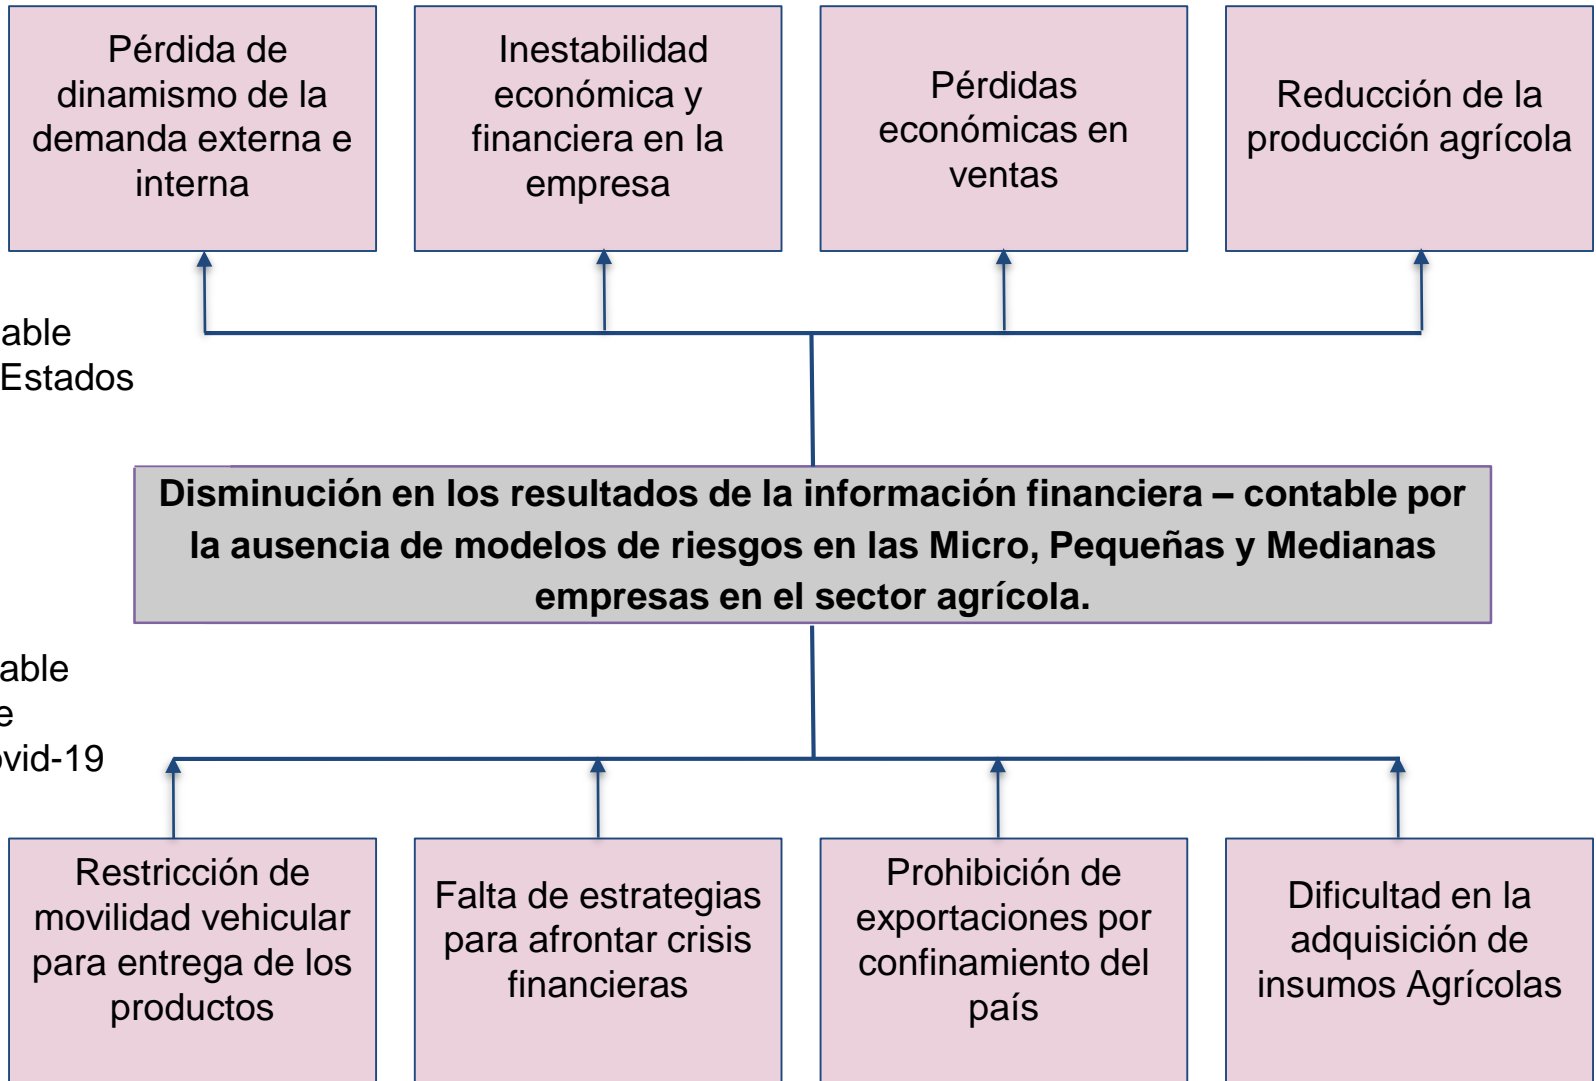 Pérdida de
dinamismo de la
demanda externa e
interna
Inestabilidad
económica y
financiera en la
empresa
Pérdidas
económicas en
ventas
Reducción de la
producción agrícola
able
Estados
Disminución en los resultados de la información financiera – contable por
la ausencia de modelos de riesgos en las Micro, Pequeñas y Medianas
empresas en el sector agrícola.
able
e
ovid-19
Restricción de
movilidad vehicular
para entrega de los
productos
Falta de estrategias
para afrontar crisis
financieras
Prohibición de
exportaciones por
confinamiento del
país
Dificultad en la
adquisición de
insumos Agrícolas